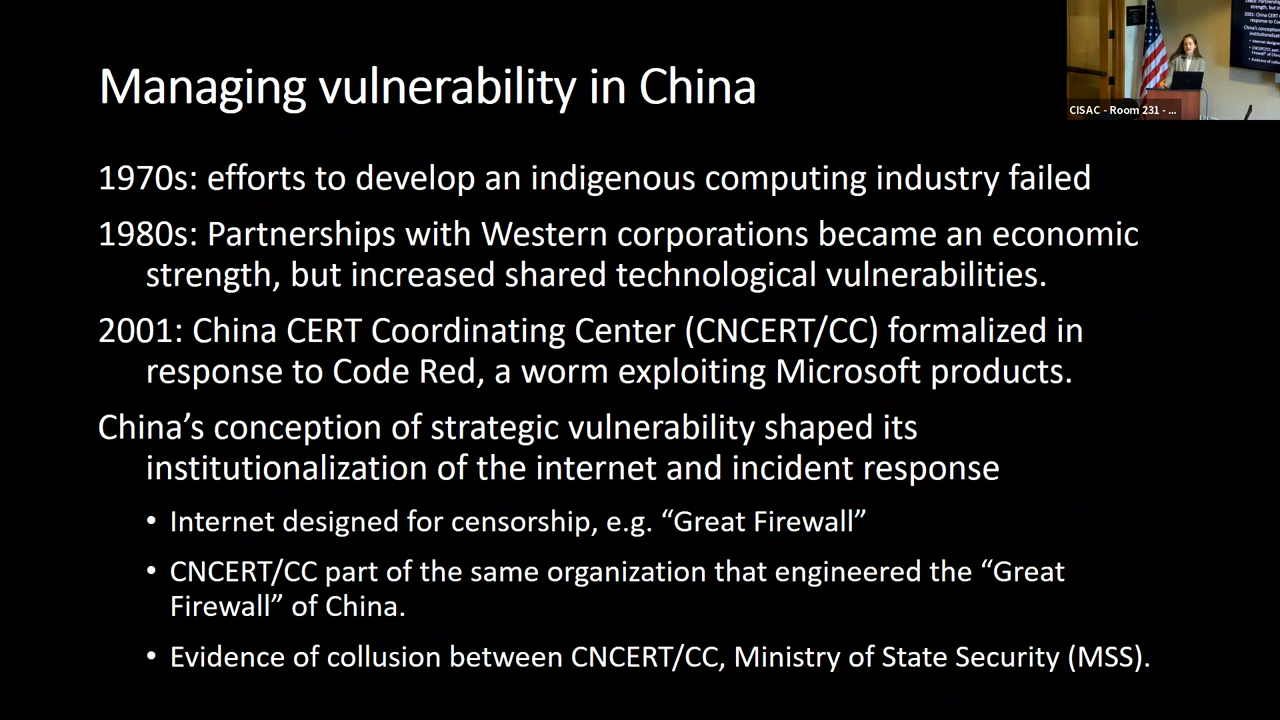 Managing vulnerability in China
1970s: efforts to develop an indigenous computing industry failed
1980s: Partnerships with Western corporations became an economic
strength, but increased shared technological vulnerabilities.
2001: China CERT Coordinating Center (CNCERT/CC) formalized in
response to Code Red, a worm exploiting Microsoft products.
China’s conception of strategic vulnerability shaped its
institutionalization of the internet and incident response
• Internet designed for censorship, e.g. “Great Firewall”
• CNCERT/CC part of the same organization that engineered the “Great
Firewall” of China.
• Evidence of collusion between CNCERT/CC, Ministry of State Security (MSS).
CISAC - Room 231 - ...